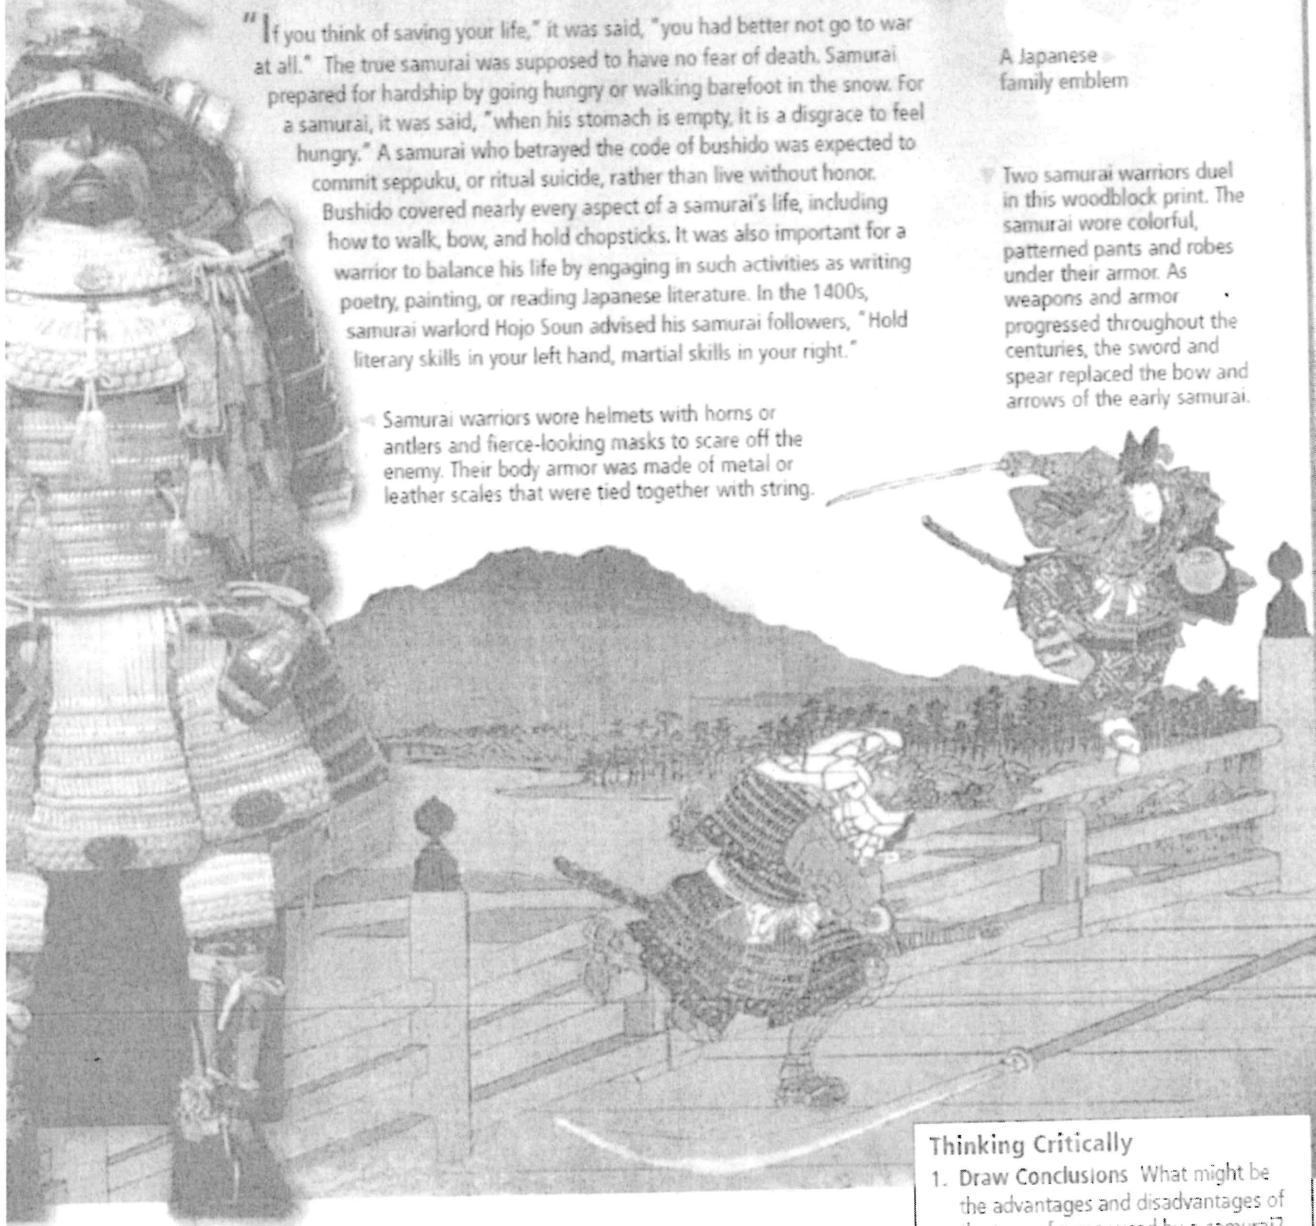 "If you think of saving your life," it was said, "you had better not go to war
at all." The true samurai was supposed to have no fear of death. Samurai
prepared for hardship by going hungry or walking barefoot in the snow. For
a samurai, it was said, "when his stomach is empty, it is a disgrace to feel
hungry." A samurai who betrayed the code of bushido was expected to
commit seppuku, or ritual suicide, rather than live without honor.
Bushido covered nearly every aspect of a samurai's life, including
how to walk, bow, and hold chopsticks. It was also important for a
warrior to balance his life by engaging in such activities as writing
poetry, painting, or reading Japanese literature. In the 1400s,
samurai warlord Hojo Soun advised his samurai followers, "Hold
literary skills in your left hand, martial skills in your right."
Samurai warriors wore helmets with horns or
antlers and fierce-looking masks to scare off the
enemy. Their body armor was made of metal or
leather scales that were tied together with string.
A Japanese
family emblem
Two samurai warriors duel
in this woodblock print. The
samurai wore colorful,
patterned pants and robes
under their armor. As
weapons and armor
progressed throughout the
centuries, the sword and
spear replaced the bow and
arrows of the early samurai.
Thinking Critically
1. Draw Conclusions What might be
the advantages and disadvantages of
by a samurai?